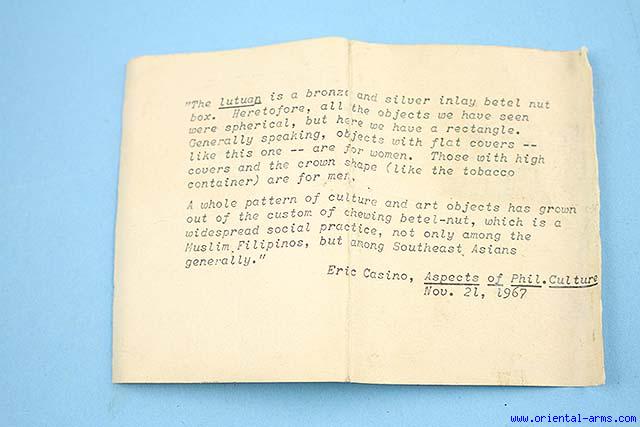 "The lutuan is a bronze and silver inlay betel nut
box.  Heretofore, all the objects we have seen
were spherical, but here we have a rectangle.
Generally speaking, objects with flat covers --
like this one -- are for women.  Those with high
covers and the crown shape (like the tobacco
container) are for men.
A whole pattern of culture and art objects has grown
out of the custom of chewing betel-nut, which is a
widespread social practice, not only among the
Muslim Filipinos, but among Southeast Asians
generally."
Eric Casino, Aspects of Phil. Culture
Nov. 21, 1967
www.oriental-arms.com